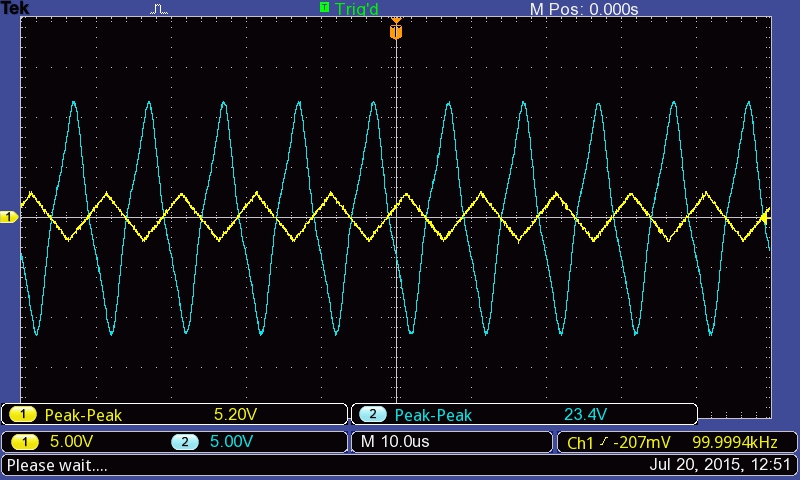 Tek T Trig'd M Pos: 0.000s
T
1
1 Peak-Peak 5.20V 2 Peak-Peak 23.4V
1 5.00V 2 5.00V M 10.0us Ch1 -207mV 99.9994kHz
Please wait.... Jul 20, 2015, 12:51